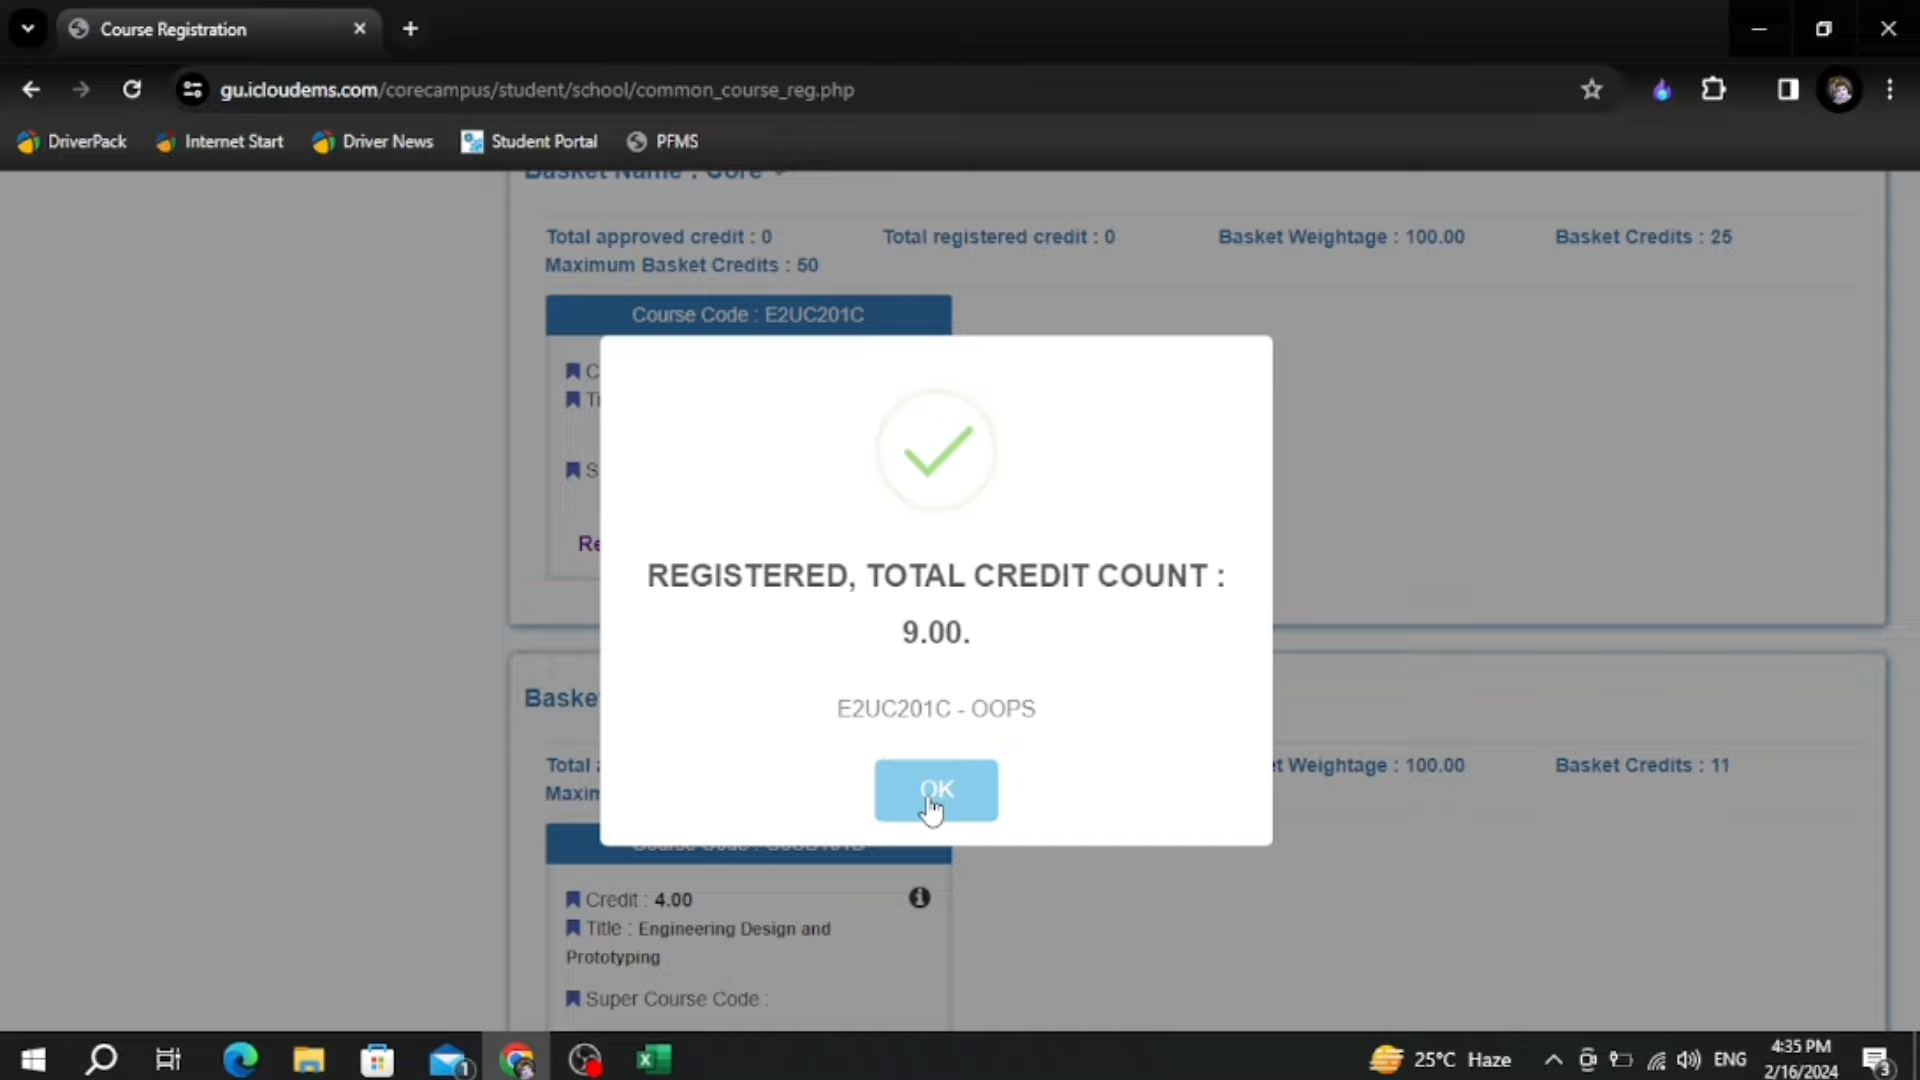 Course Registration
gu.icloudems.com/corecampus/student/school/common_course_reg.php
DriverPack Internet Start Driver News Student Portal PFMS
Basket Name : Core
Total approved credit : 0 Total registered credit : 0 Basket Weightage : 100.00 Basket Credits : 25
Maximum Basket Credits : 50
Course Code : E2UC201C
REGISTERED, TOTAL CREDIT COUNT :
9.00.
E2UC201C - OOPS
OK
Total Weightage : 100.00 Basket Credits : 11
Credit : 4.00
Title : Engineering Design and
Prototyping
Super Course Code :
25°C Haze ENG 4:35 PM
2/16/2024
1
3